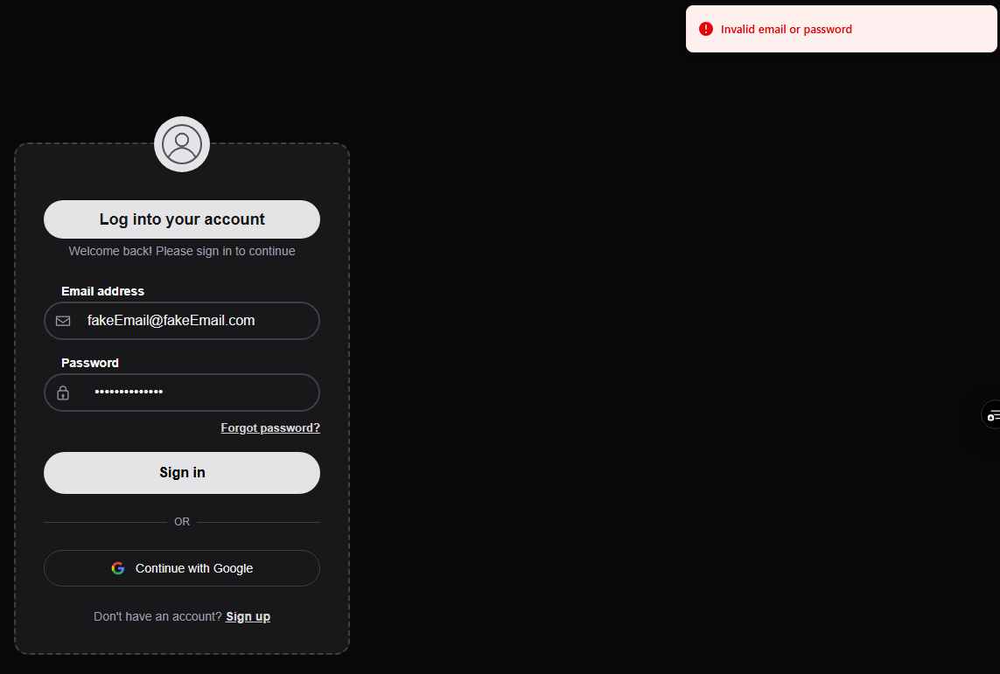 Invalid email or password
Log into your account
Welcome back! Please sign in to continue
Email address
fakeEmail@fakeEmail.com
Password
••••••••••••••
Forgot password?
Sign in
OR
Continue with Google
Don't have an account? Sign up